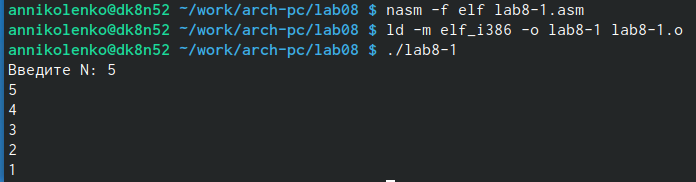 annikolenko@dk8n52 ~/work/arch-pc/lab08 $ nasm -f elf lab8-1.asm
annikolenko@dk8n52 ~/work/arch-pc/lab08 $ ld -m elf_i386 -o lab8-1 lab8-1.o
annikolenko@dk8n52 ~/work/arch-pc/lab08 $ ./lab8-1
Введите N: 5
5
4
3
2
1